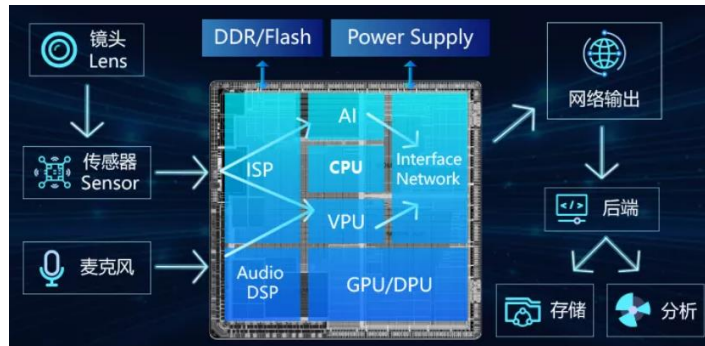 镜头
Lens
DDR/Flash
Power Supply
网络输出
传感器
Sensor
AI
ISP
CPU
Interface
Network
VPU
后端
麦克风
Audio
DSP
GPU/DPU
存储
分析